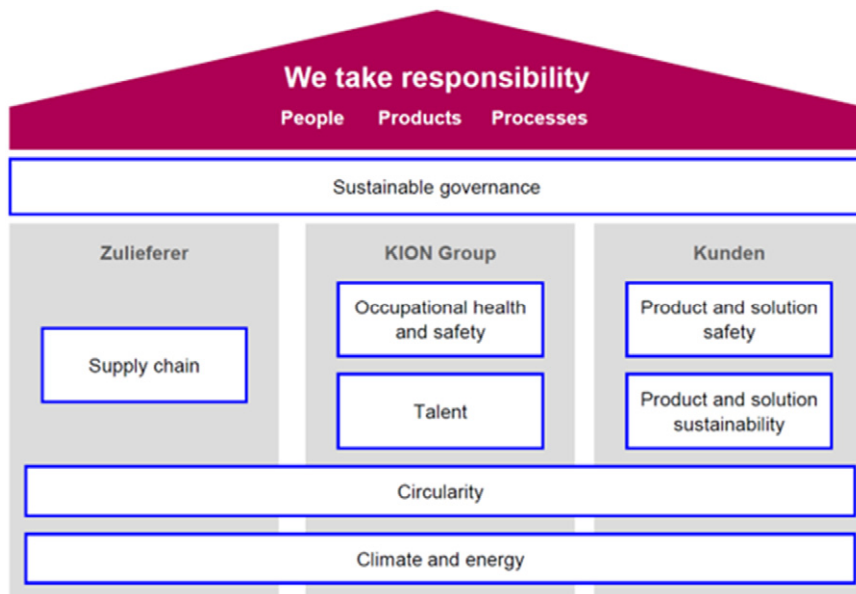 We take responsibility
People Products Processes
Sustainable governance
Zulieferer
Supply chain
KION Group
Occupational health
and safety
Talent
Kunden
Product and solution
safety
Product and solution
sustainability
Circularity
Climate and energy